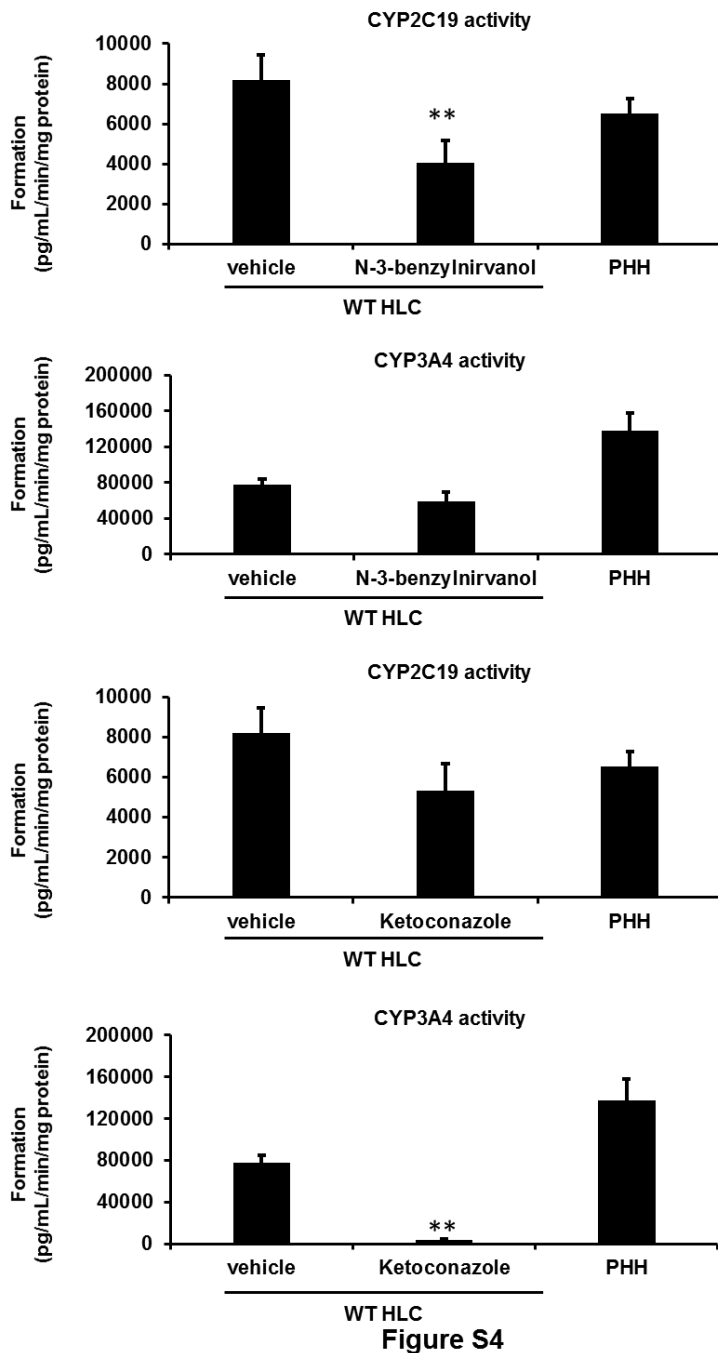 CYP2C19 activity
Formation
(pg/mL/min/mg protein)
10000
8000
6000
4000
2000
0
**
vehicle N-3-benzylnirvanol PHH
WT HLC
CYP3A4 activity
Formation
(pg/mL/min/mg protein)
200000
160000
120000
80000
40000
0
vehicle N-3-benzylnirvanol PHH
WT HLC
CYP2C19 activity
Formation
(pg/mL/min/mg protein)
10000
8000
6000
4000
2000
0
vehicle Ketoconazole PHH
WT HLC
CYP3A4 activity
Formation
(pg/mL/min/mg protein)
200000
160000
120000
80000
40000
0
**
vehicle Ketoconazole PHH
WT HLC
Figure S4